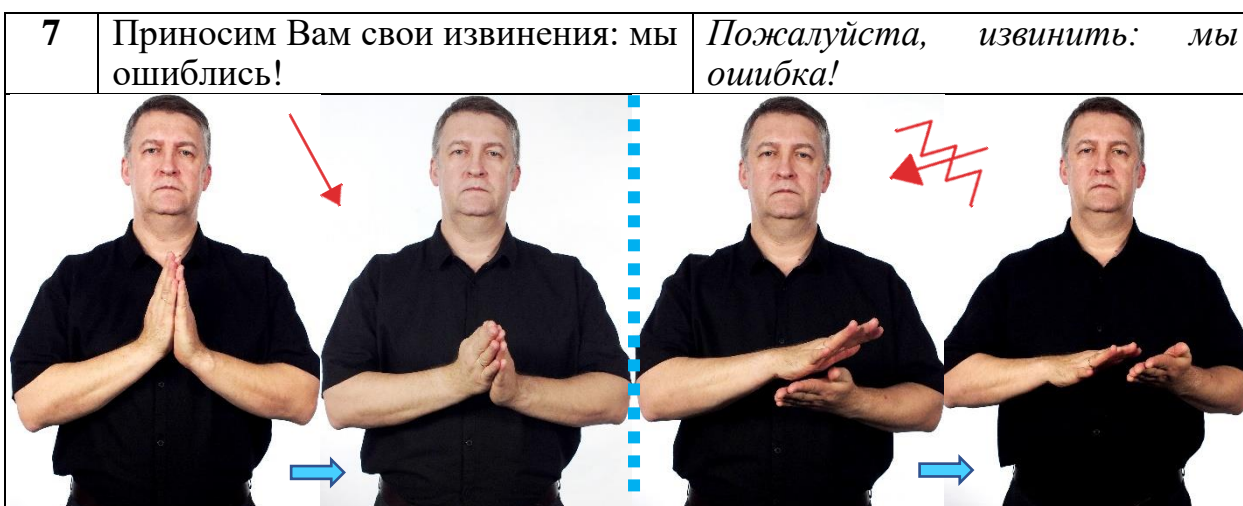 7
Приносим Вам свои извинения: мы
ошиблись!
Пожалуйста, извинить: мы
ошибка!